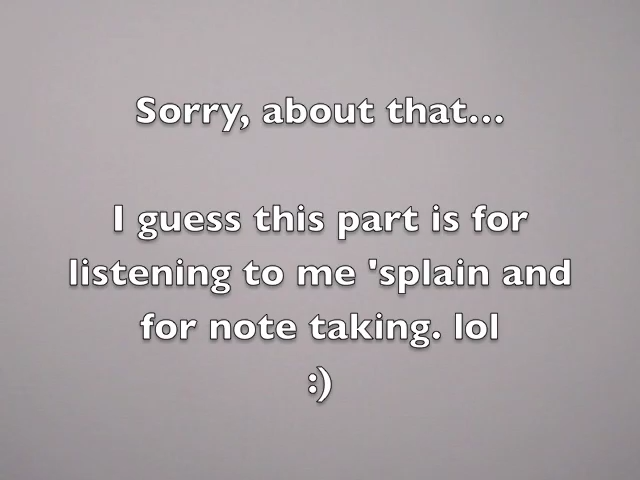 Sorry, about that...
I guess this part is for
listening to me 'splain and
for note taking. lol
:)